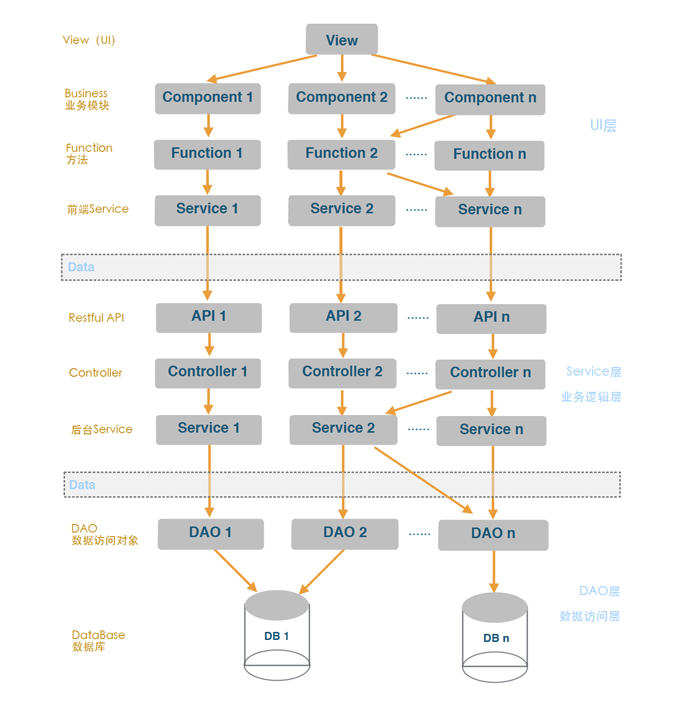 View（UI）
View
Business
业务模块
Component 1
Component 2
······
Component n
UI层
Function
方法
Function 1
Function 2
······
Function n
前端Service
Service 1
Service 2
······
Service n
Data
Restful API
API 1
API 2
······
API n
Controller
Controller 1
Controller 2
······
Controller n
Service层
业务逻辑层
后台Service
Service 1
Service 2
······
Service n
Data
DAO
数据访问对象
DAO 1
DAO 2
······
DAO n
DAO层
数据访问层
DataBase
数据库
DB 1
DB n